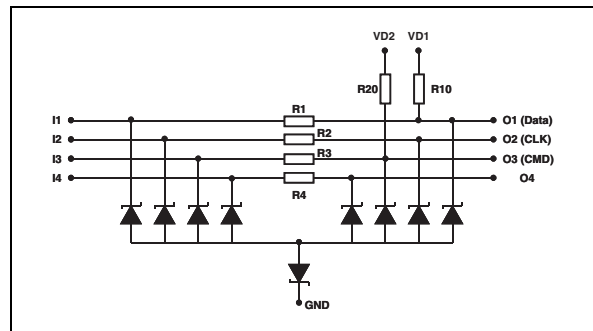 VD2 VD1
R20 R10
I1 R1 O1 (Data)
I2 R2 O2 (CLK)
I3 R3 O3 (CMD)
I4 R4 O4
GND